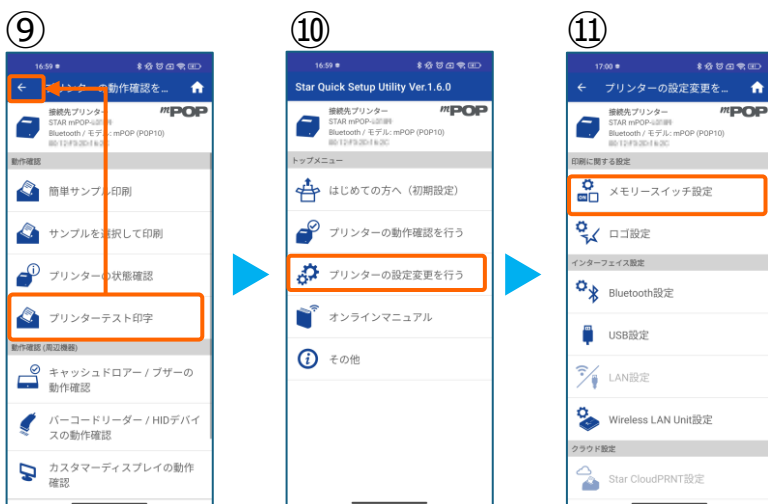 ⑨
16:59
プリンターの動作確認を...
接続先プリンター
mPOP
STAR mPOP-
Bluetooth / モデル: mPOP (POP10)
動作確認
簡単サンプル印刷
サンプルを選択して印刷
プリンターの状態確認
プリンターテスト印字
動作確認 (周辺機器)
キャッシュドロアー / ブザーの
動作確認
バーコードリーダー / HIDデバイ
スの動作確認
カスタマーディスプレイの動作
確認
⑩
16:59
Star Quick Setup Utility Ver.1.6.0
接続先プリンター
mPOP
STAR mPOP-
Bluetooth / モデル: mPOP (POP10)
トップメニュー
はじめての方へ（初期設定）
プリンターの動作確認を行う
プリンターの設定変更を行う
オンラインマニュアル
その他
⑪
17:00
プリンターの設定変更を...
接続先プリンター
mPOP
STAR mPOP-
Bluetooth / モデル: mPOP (POP10)
印刷に関する設定
メモリースイッチ設定
ロゴ設定
インターフェイス設定
Bluetooth設定
USB設定
LAN設定
Wireless LAN Unit設定
クラウド設定
Star CloudPRNT設定